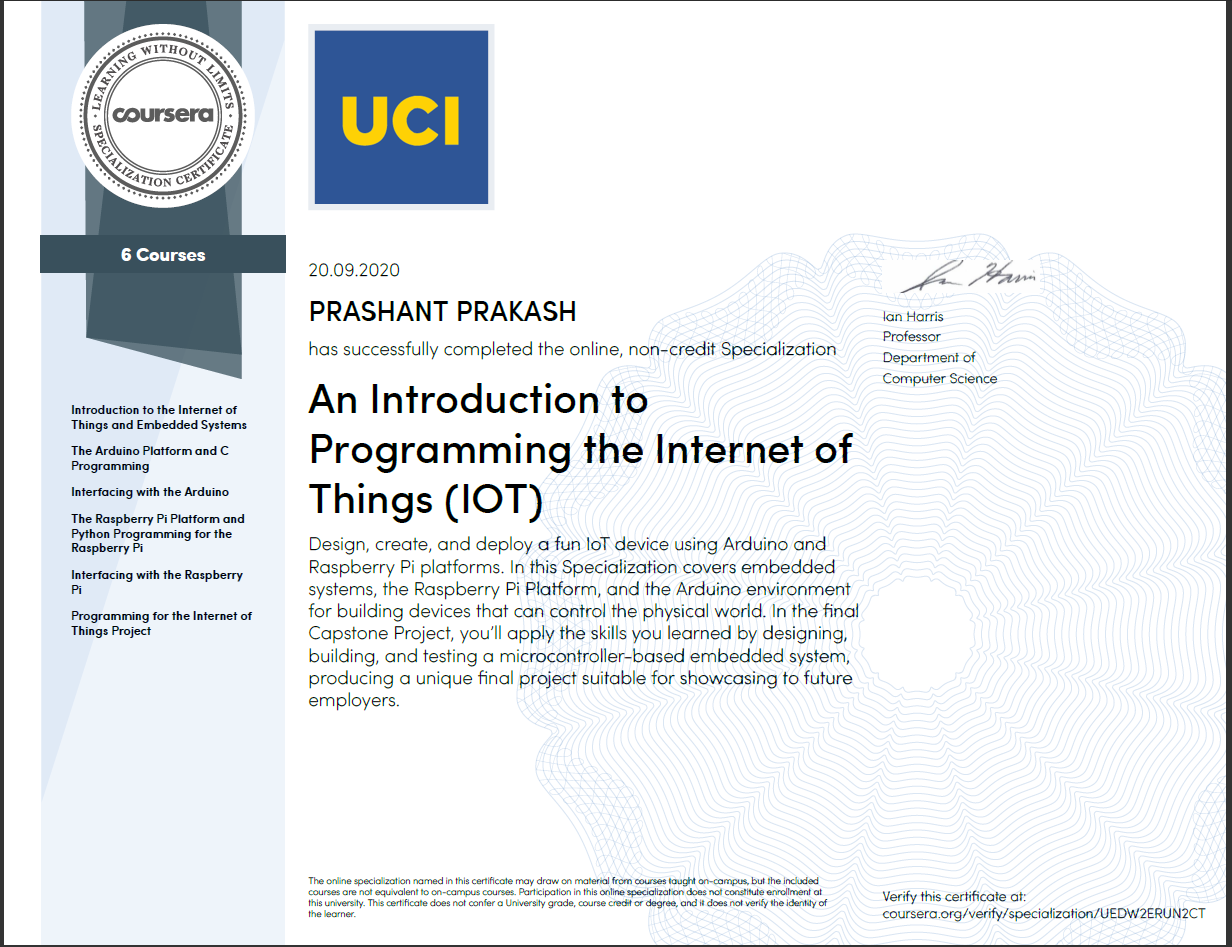 LEARNING WITHOUT LIMITS
coursera
SPECIALIZATION CERTIFICATE
UCI
6 Courses
Introduction to the Internet of
Things and Embedded Systems
The Arduino Platform and C
Programming
Interfacing with the Arduino
The Raspberry Pi Platform and
Python Programming for the
Raspberry Pi
Interfacing with the Raspberry
Pi
Programming for the Internet of
Things Project
20.09.2020
PRASHANT PRAKASH
has successfully completed the online, non-credit Specialization
An Introduction to
Programming the Internet of
Things (IOT)
Design, create, and deploy a fun IoT device using Arduino and
Raspberry Pi platforms. In this Specialization covers embedded
systems, the Raspberry Pi Platform, and the Arduino environment
for building devices that can control the physical world. In the final
Capstone Project, you'll apply the skills you learned by designing,
building, and testing a microcontroller-based embedded system,
producing a unique final project suitable for showcasing to future
employers.
Ian Harris
Ian Harris
Professor
Department of
Computer Science
The online specialization named in this certificate may draw on material from courses taught on-campus, but the included
courses are not equivalent to on-campus courses. Participation in this online specialization does not constitute enrollment at
this university. This certificate does not confer a University grade, course credit or degree, and it does not verify the identity of
the learner.
Verify this certificate at:
coursera.org/verify/specialization/UEDW2ERUN2CT